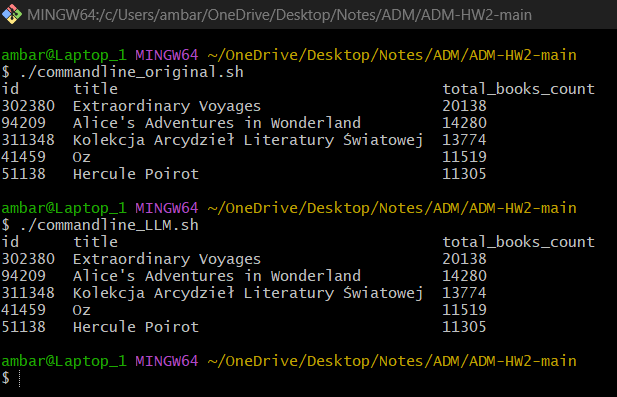 MINGW64:/c/Users/ambar/OneDrive/Desktop/Notes/ADM/ADM-HW2-main
ambar@Laptop_1 MINGW64 ~/OneDrive/Desktop/Notes/ADM/ADM-HW2-main
$ ./commandline_original.sh
id title total_books_count
302380 Extraordinary Voyages 20138
94209 Alice's Adventures in Wonderland 14280
311348 Kolekcja Arcydzieł Literatury Światowej 13774
41459 Oz 11519
51138 Hercule Poirot 11305
ambar@Laptop_1 MINGW64 ~/OneDrive/Desktop/Notes/ADM/ADM-HW2-main
$ ./commandline_LLM.sh
id title total_books_count
302380 Extraordinary Voyages 20138
94209 Alice's Adventures in Wonderland 14280
311348 Kolekcja Arcydzieł Literatury Światowej 13774
41459 Oz 11519
51138 Hercule Poirot 11305
ambar@Laptop_1 MINGW64 ~/OneDrive/Desktop/Notes/ADM/ADM-HW2-main
$